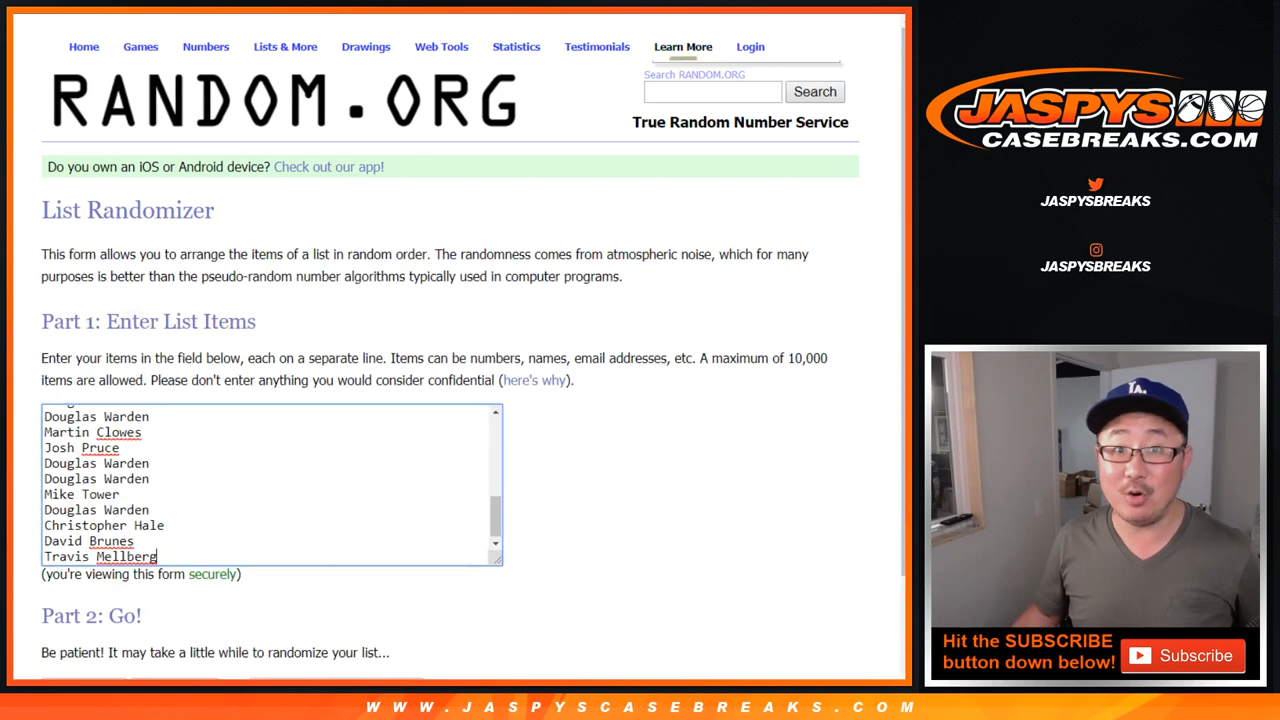 Home Games Numbers Lists & More Drawings Web Tools Statistics Testimonials Learn More Login
RANDOM.ORG
Search RANDOM.ORG
Search
True Random Number Service
Do you own an iOS or Android device? Check out our app!
List Randomizer
This form allows you to arrange the items of a list in random order. The randomness comes from atmospheric noise, which for many
purposes is better than the pseudo-random number algorithms typically used in computer programs.
Part 1: Enter List Items
Enter your items in the field below, each on a separate line. Items can be numbers, names, email addresses, etc. A maximum of 10,000
items are allowed. Please don't enter anything you would consider confidential (here's why).
Douglas Warden
Martin Clowes
Josh Pruce
Douglas Warden
Douglas Warden
Mike Tower
Douglas Warden
Christopher Hale
David Brunes
Travis Mellberg
(you're viewing this form securely)
Part 2: Go!
Be patient! It may take a little while to randomize your list...
JASPYS
CASEBREAKS.COM
JASPYSBREAKS
JASPYSBREAKS
LA
Hit the SUBSCRIBE
button down below!
Subscribe
WWW.JASPYSCASEBREAKS.COM